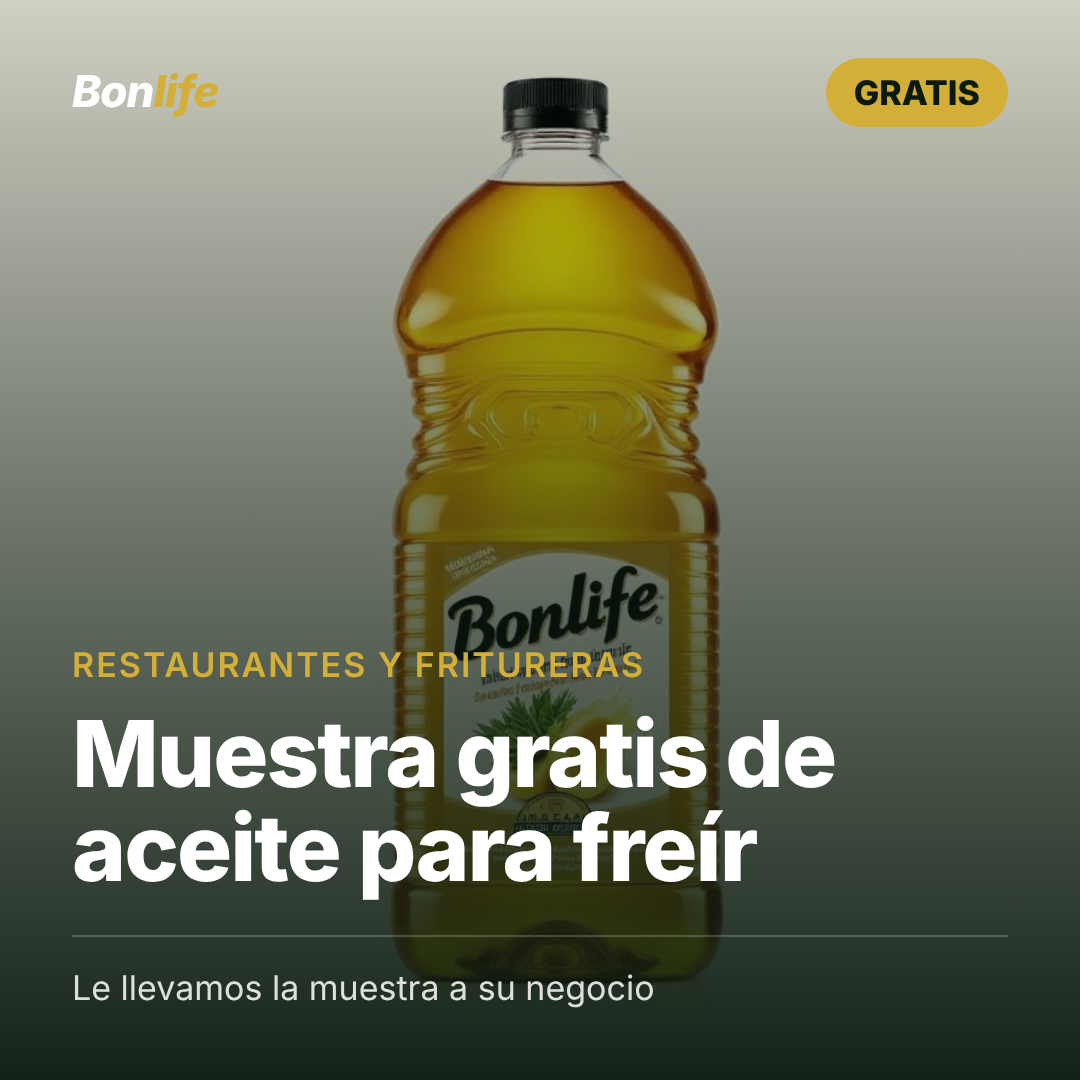 Bonlife
GRATIS
Bonlife
RESTAURANTES Y FRITURERAS
Muestra gratis de
aceite para freír
Le llevamos la muestra a su negocio